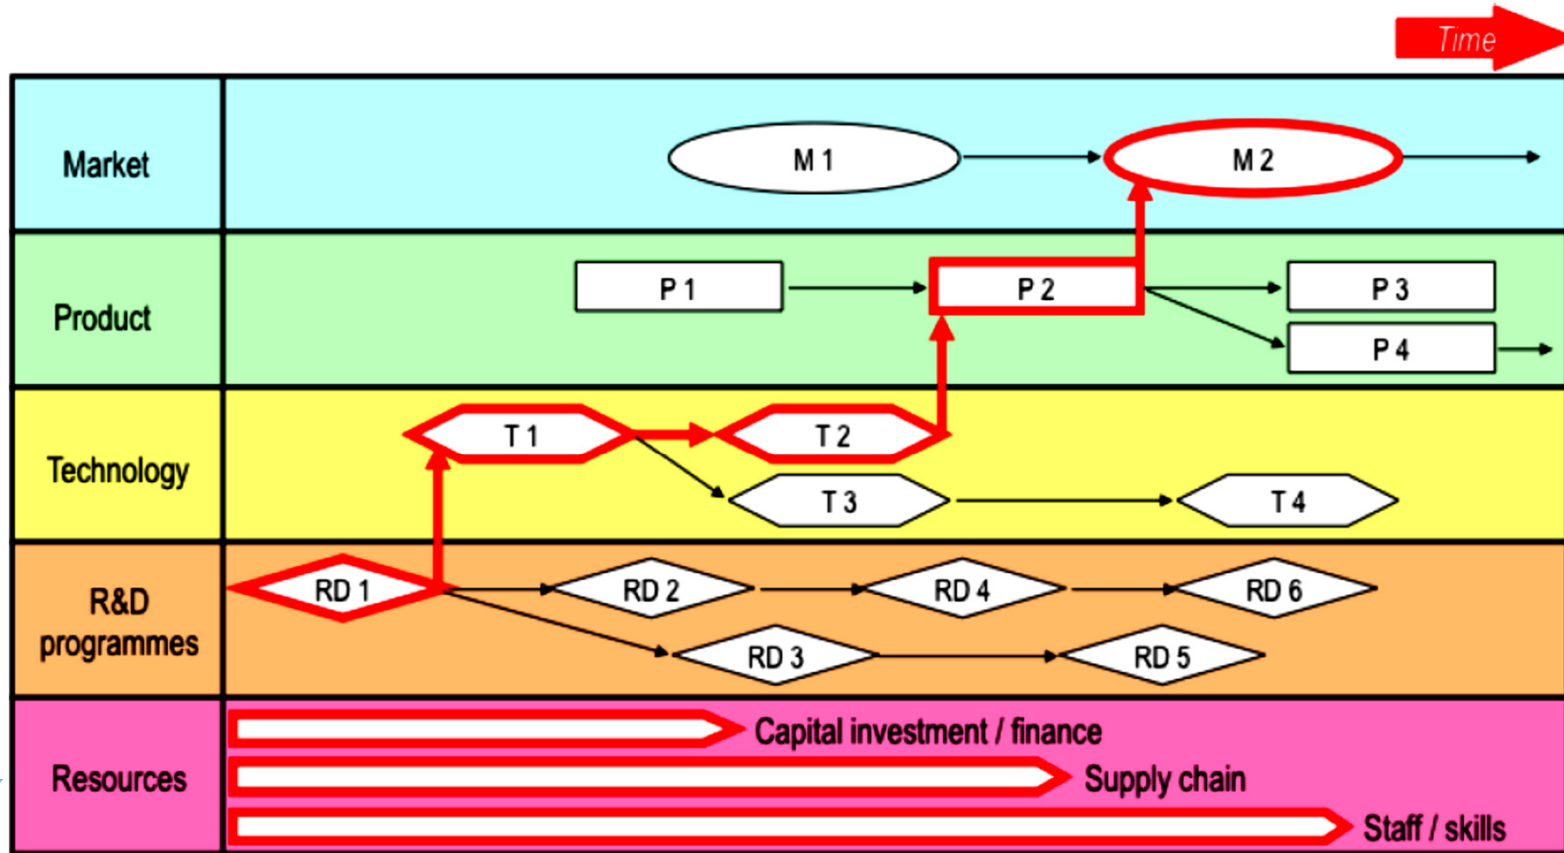 Time
Market
M 1
M 2
Product
P 1
P 2
P 3
P 4
Technology
T 1
T 2
T 3
T 4
R&D
programmes
RD 1
RD 2
RD 4
RD 6
RD 3
RD 5
Resources
Capital investment / finance
Supply chain
Staff / skills